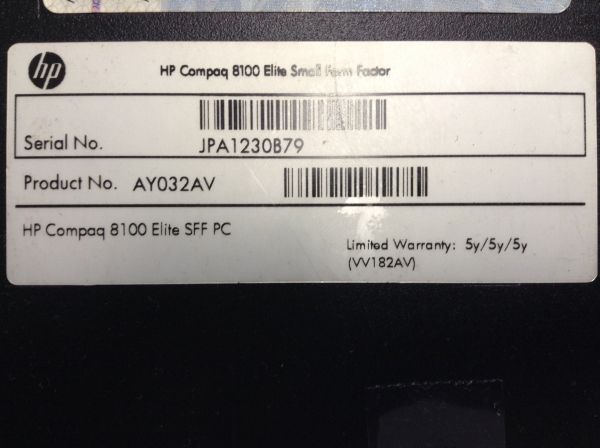 hp
HP Compaq 8100 Elite Small Form Factor
Serial No.
JPA1230B79
Product No. AY032AV
HP Compaq 8100 Elite SFF PC
Limited Warranty: 5y/5y/5y
(VV182AV)